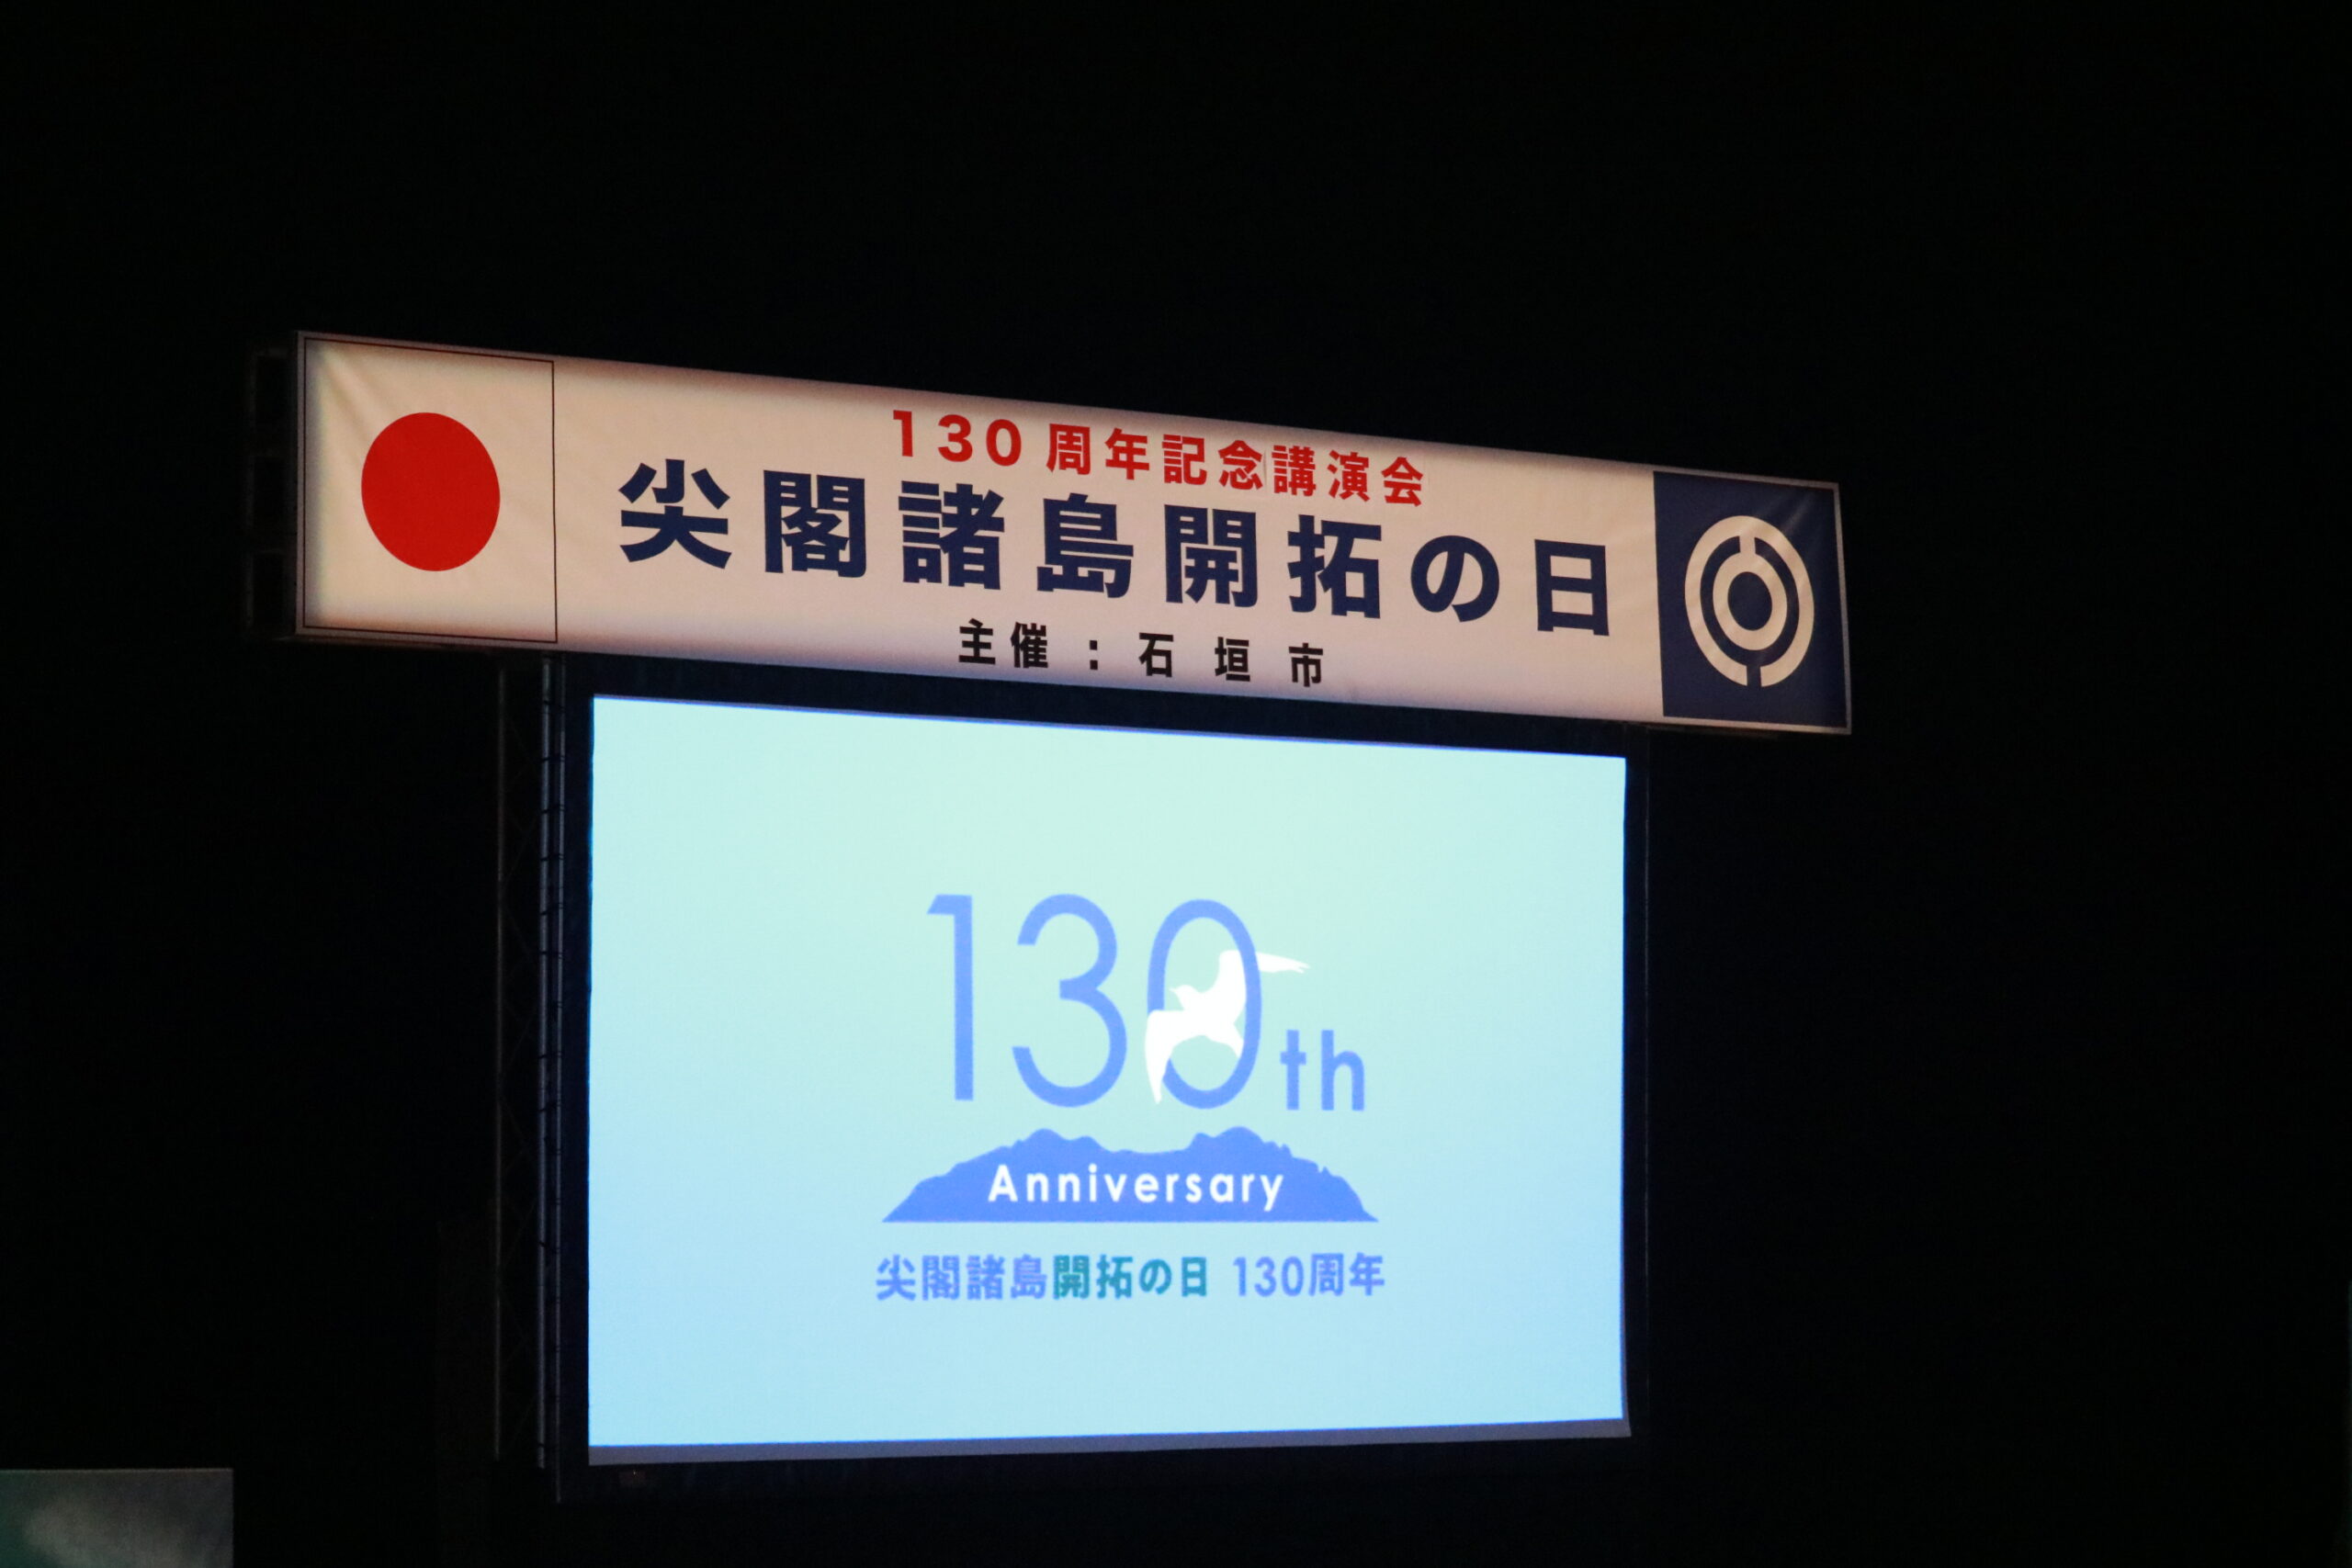 130周年記念講演会
尖閣諸島開拓の日
主催：石垣市
130th
Anniversary
尖閣諸島開拓の日 130周年